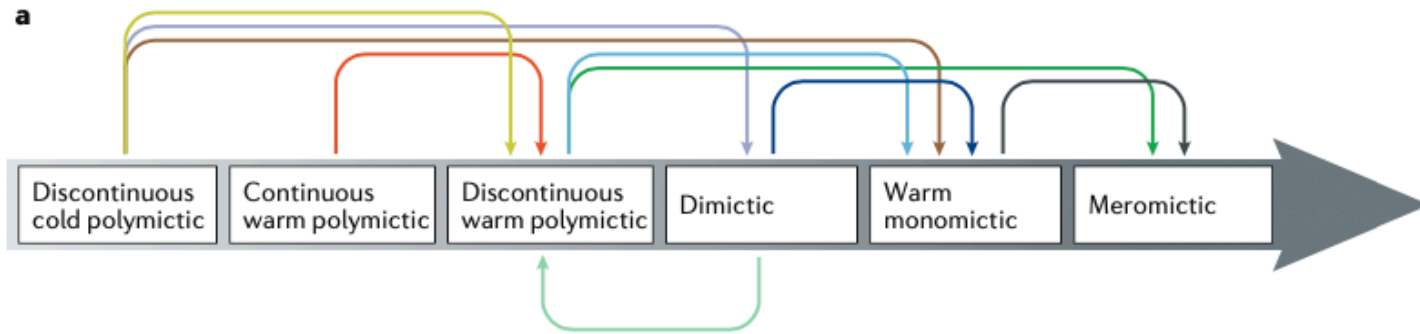 a
Discontinuous
cold polymictic
Continuous
warm polymictic
Discontinuous
warm polymictic
Dimictic
Warm
monomictic
Meromictic